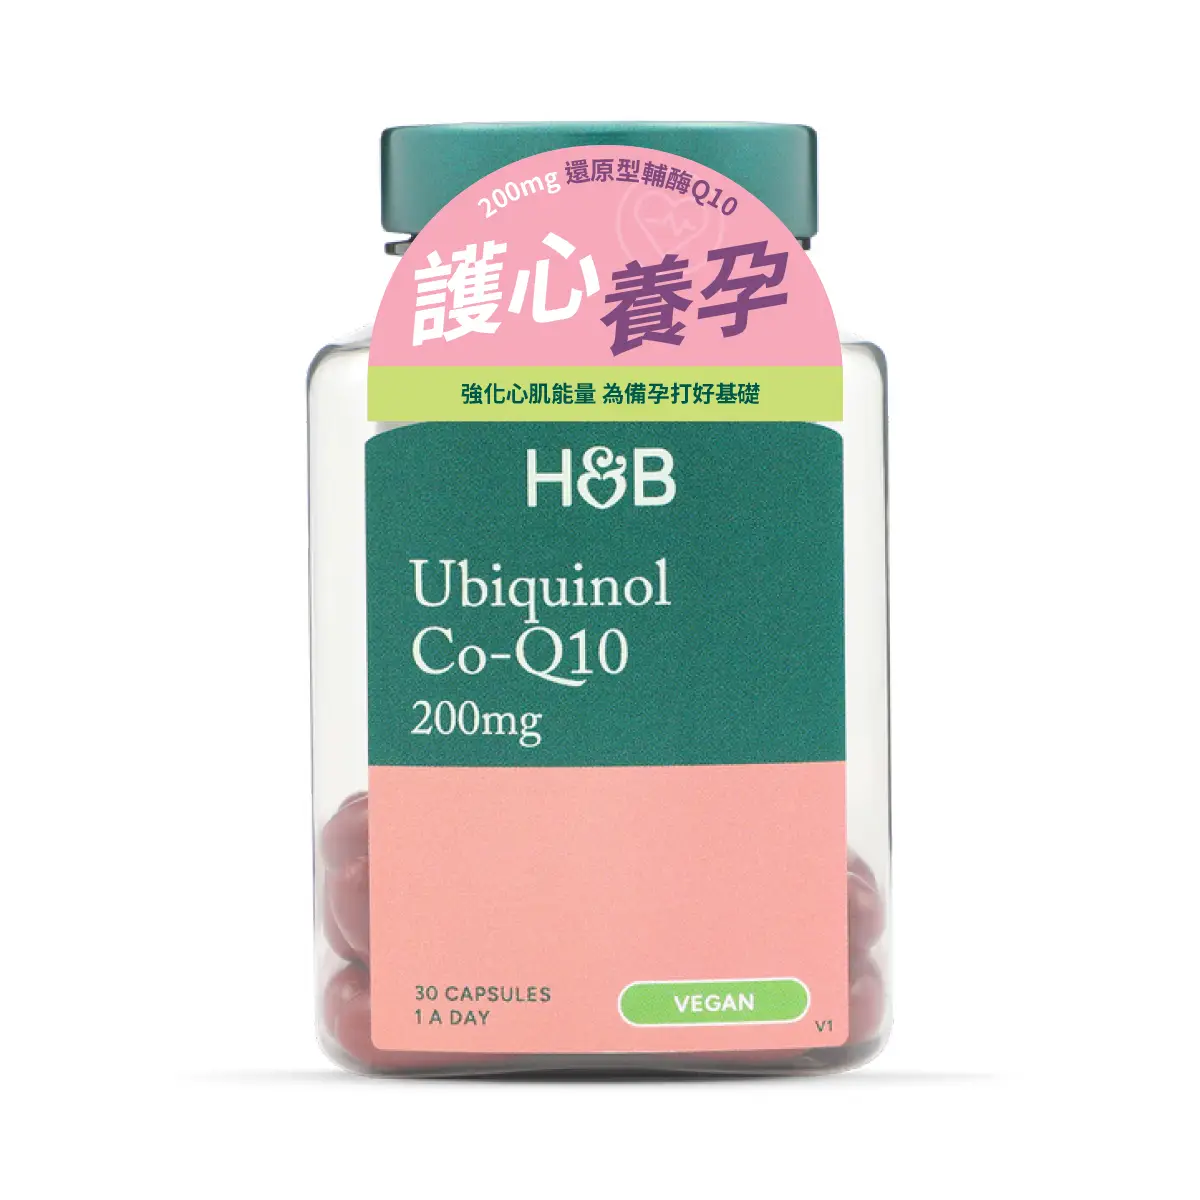 200mg 還原型輔酶Q10
護心養孕
強化心肌能量 為備孕打好基礎
H&B
Ubiquinol
Co-Q10
200mg
30 CAPSULES
1 A DAY
VEGAN
V1